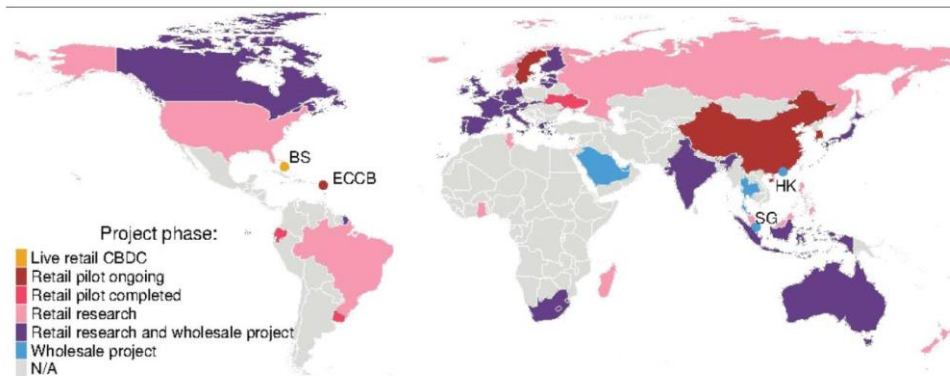 BS
ECCB
HK
SG
Project phase:
Live retail CBDC
Retail pilot ongoing
Retail pilot completed
Retail research
Retail research and wholesale project
Wholesale project
N/A